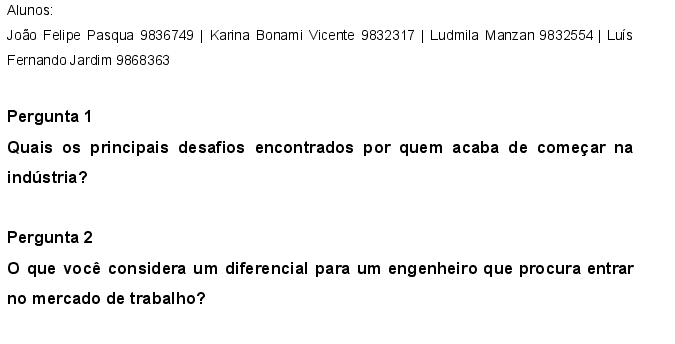 Alunos:
João Felipe Pasqua 9836749 | Karina Bonami Vicente 9832317 | Ludmila Manzan 9832554 | Luís
Fernando Jardim 9868363
Pergunta 1
Quais os principais desafios encontrados por quem acaba de começar na
indústria?
Pergunta 2
O que você considera um diferencial para um engenheiro que procura entrar
no mercado de trabalho?